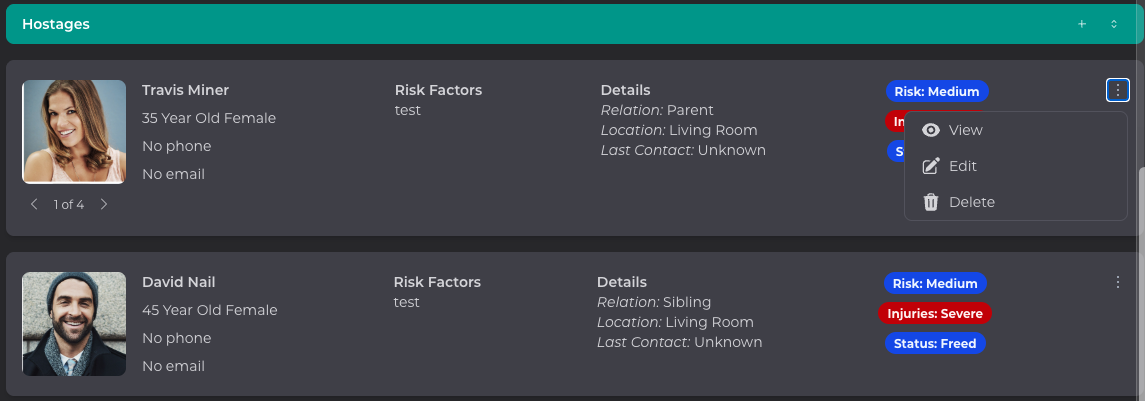 Hostages
Travis Miner
35 Year Old Female
No phone
No email
1 of 4
Risk Factors
test
Details
Relation: Parent
Location: Living Room
Last Contact: Unknown
Risk: Medium
In
S
View
Edit
Delete
David Nail
45 Year Old Female
No phone
No email
Risk Factors
test
Details
Relation: Sibling
Location: Living Room
Last Contact: Unknown
Risk: Medium
Injuries: Severe
Status: Freed